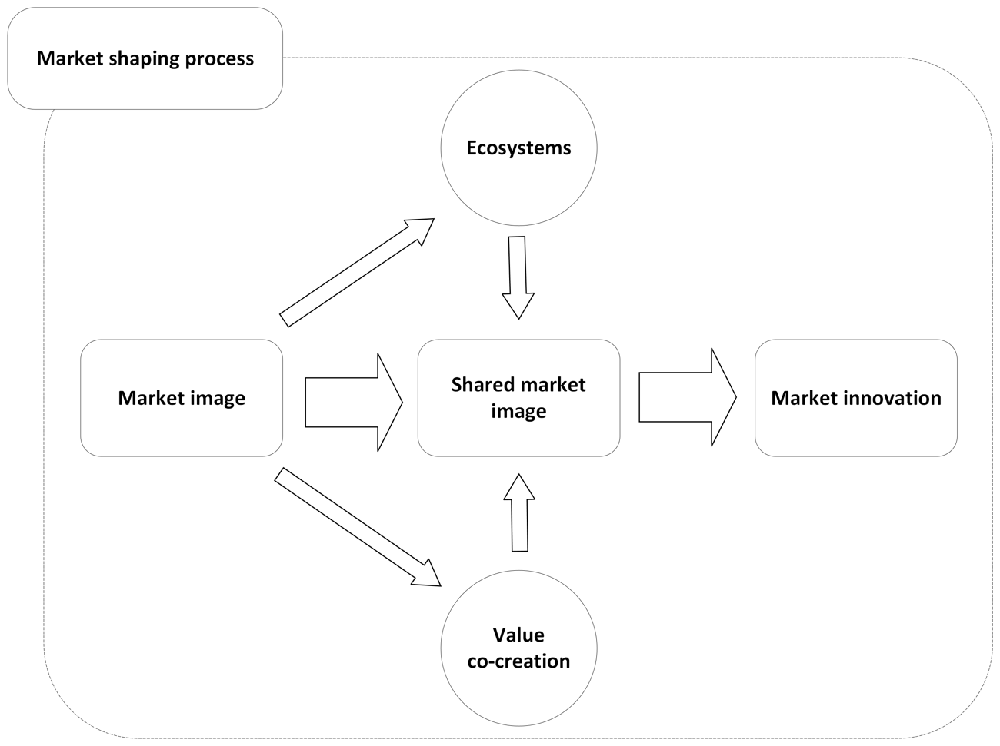 Market shaping process
Ecosystems
Market image
Shared market
image
Market innovation
Value
co-creation